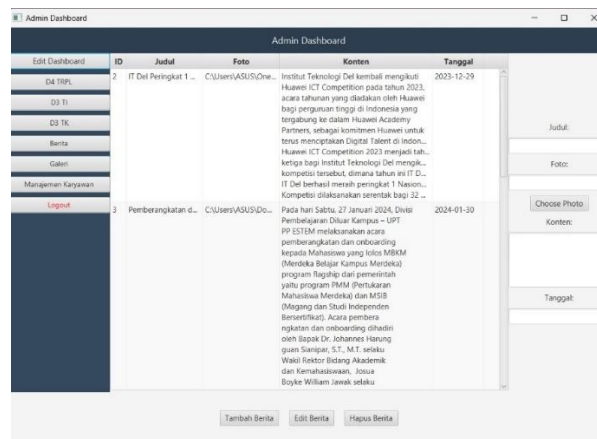 Admin Dashboard
Admin Dashboard
Edit Dashboard
D4 TRPL
D3 TI
D3 TK
Berita
Galeri
Manajemen Karyawan
Logout
ID Judul Foto Konten Tanggal
2 IT Del Peringkat 1 ... C:\Users\ASUS\One... Institut Teknologi Del kembali mengikuti 2023-12-29
Huawei ICT Competition pada tahun 2023,
acara tahunan yang diadakan oleh Huawei
bagi perguruan tinggi di Indonesia yang
tergabung ke dalam Huawei Academy
Partners, sebagai komitmen Huawei untuk
terus menciptakan Digital Talent di Indon...
Huawei ICT Competition 2023 menjadi tah...
ketiga bagi Institut Teknologi Del mengik...
kompetisi tersebut, dimana tahun ini IT D...
IT Del berhasil meraih peringkat 1 Nasion...
Kompetisi dilaksanakan serentak bagi 32 ...
3 Pemberangkatan d... C:\Users\ASUS\Do... Pada hari Sabtu, 27 Januari 2024, Divisi 2024-01-30
Pembelajaran Diluar Kampus – UPT
PP ESTEM melaksanakan acara
pemberangkatan dan onboarding
kepada Mahasiswa yang lolos MBKM
(Merdeka Belajar Kampus Merdeka)
program flagship dari pemerintah
yaitu program PMM (Pertukaran
Mahasiswa Merdeka) dan MSIB
(Magang dan Studi Independen
Bersertifikat). Acara pembera
ngkatan dan onboarding dihadiri
oleh Bapak Dr. Johannes Harung
guan Sianipar, S.T., M.T. selaku
Wakil Rektor Bidang Akademik
dan Kemahasiswaan, Josua
Boyke William Jawak selaku
Judul:
Foto:
Choose Photo
Konten:
Tanggal:
Tambah Berita Edit Berita Hapus Berita